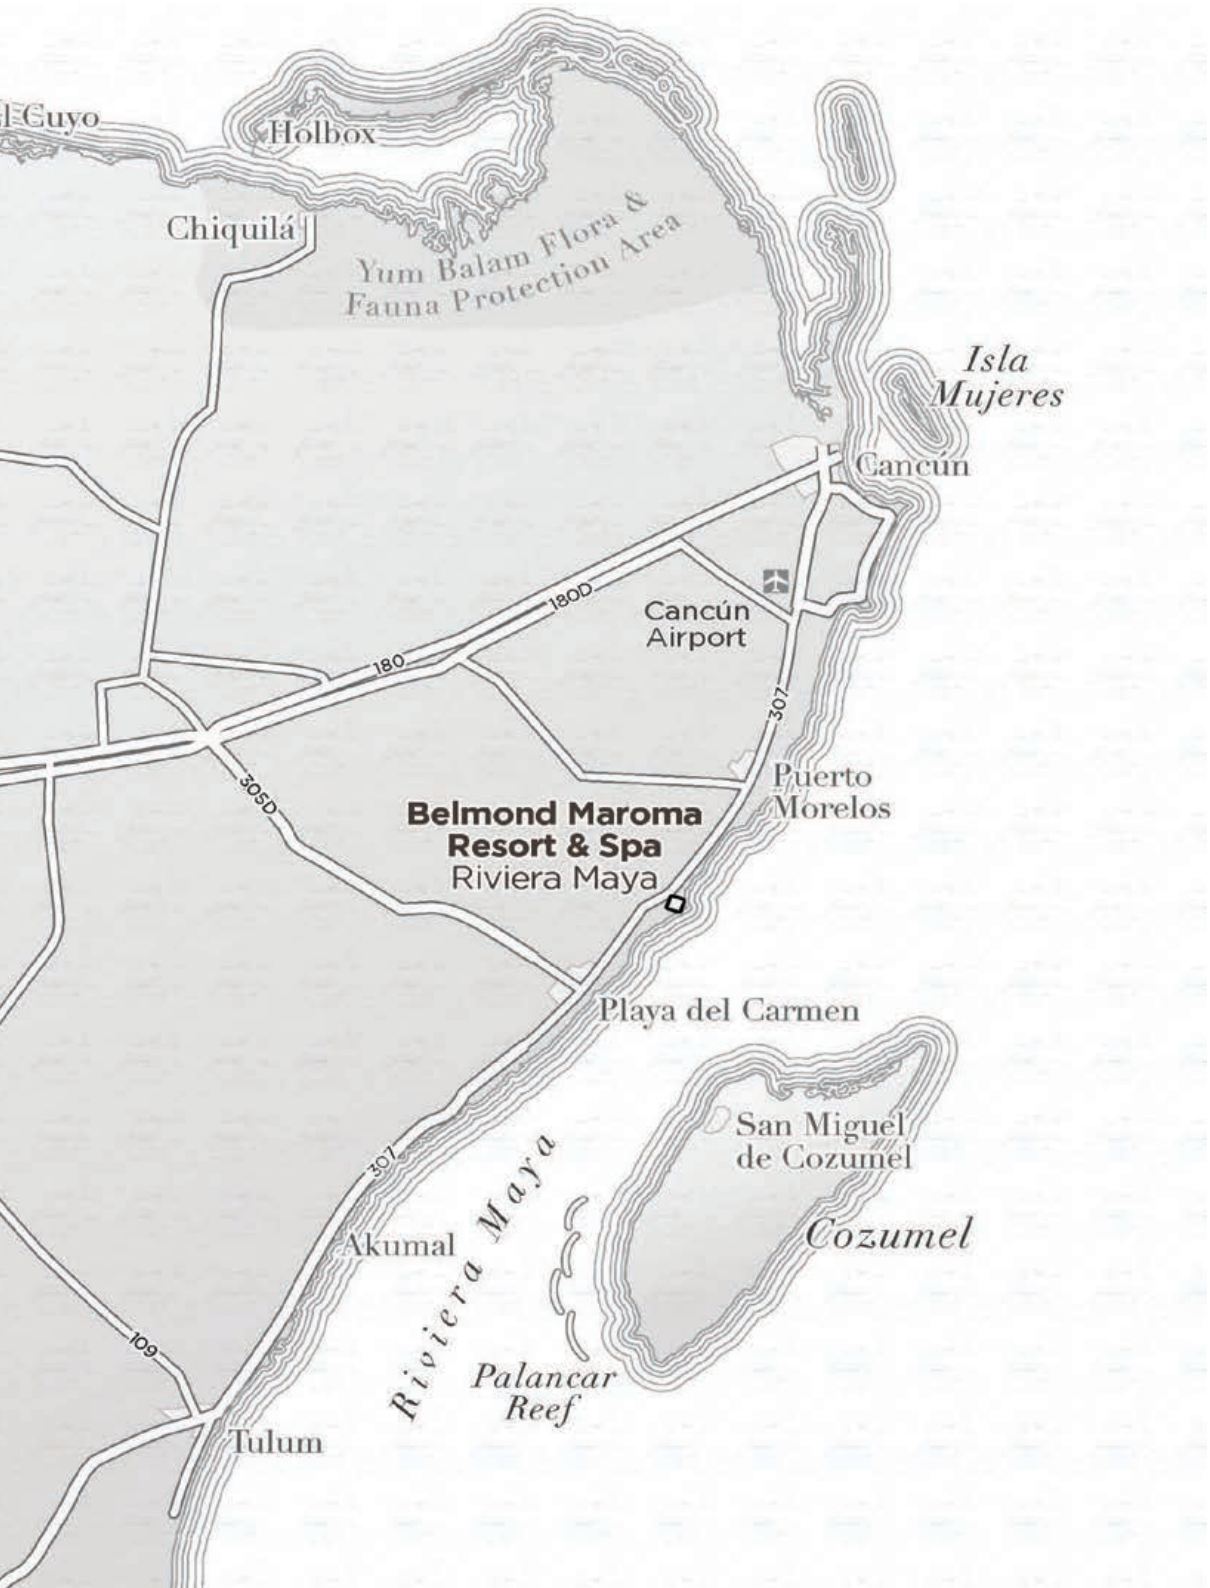 l Cuyo
Holbox
Chiquilá
Yum Balam Flora &
Fauna Protection Area
Isla
Mujeres
Cancún
180D
Cancún
Airport
180
307
305D
Puerto
Morelos
Belmond Maroma
Resort & Spa
Riviera Maya
Playa del Carmen
San Miguel
de Cozumel
307
Riviera Maya
Akumal
Cozumel
109
Palancar
Reef
Tulum